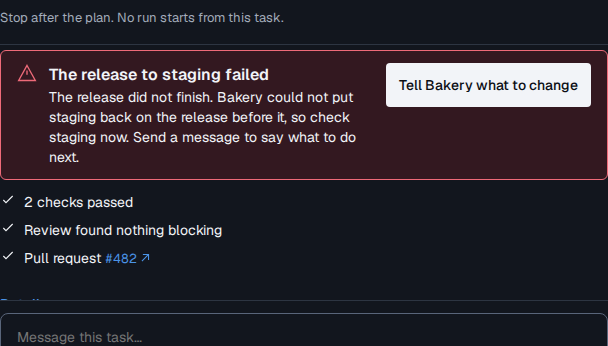 Stop after the plan. No run starts from this task.
The release to staging failed
The release did not finish. Bakery could not put
staging back on the release before it, so check
staging now. Send a message to say what to do
next.
Tell Bakery what to change
2 checks passed
Review found nothing blocking
Pull request #482 ↗
Message this task...